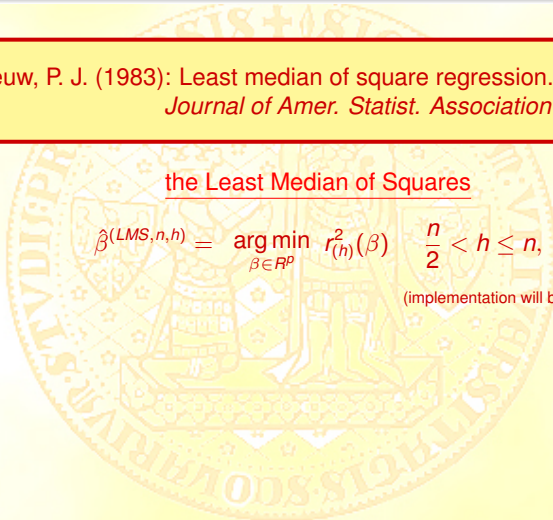 euw, P. J. (1983): Least median of square regression.
Journal of Amer. Statist. Association
the Least Median of Squares
β̂^(LMS,n,h) = arg min_{β∈R^p} r²_(h)(β) n/2 < h ≤ n,
(implementation will b